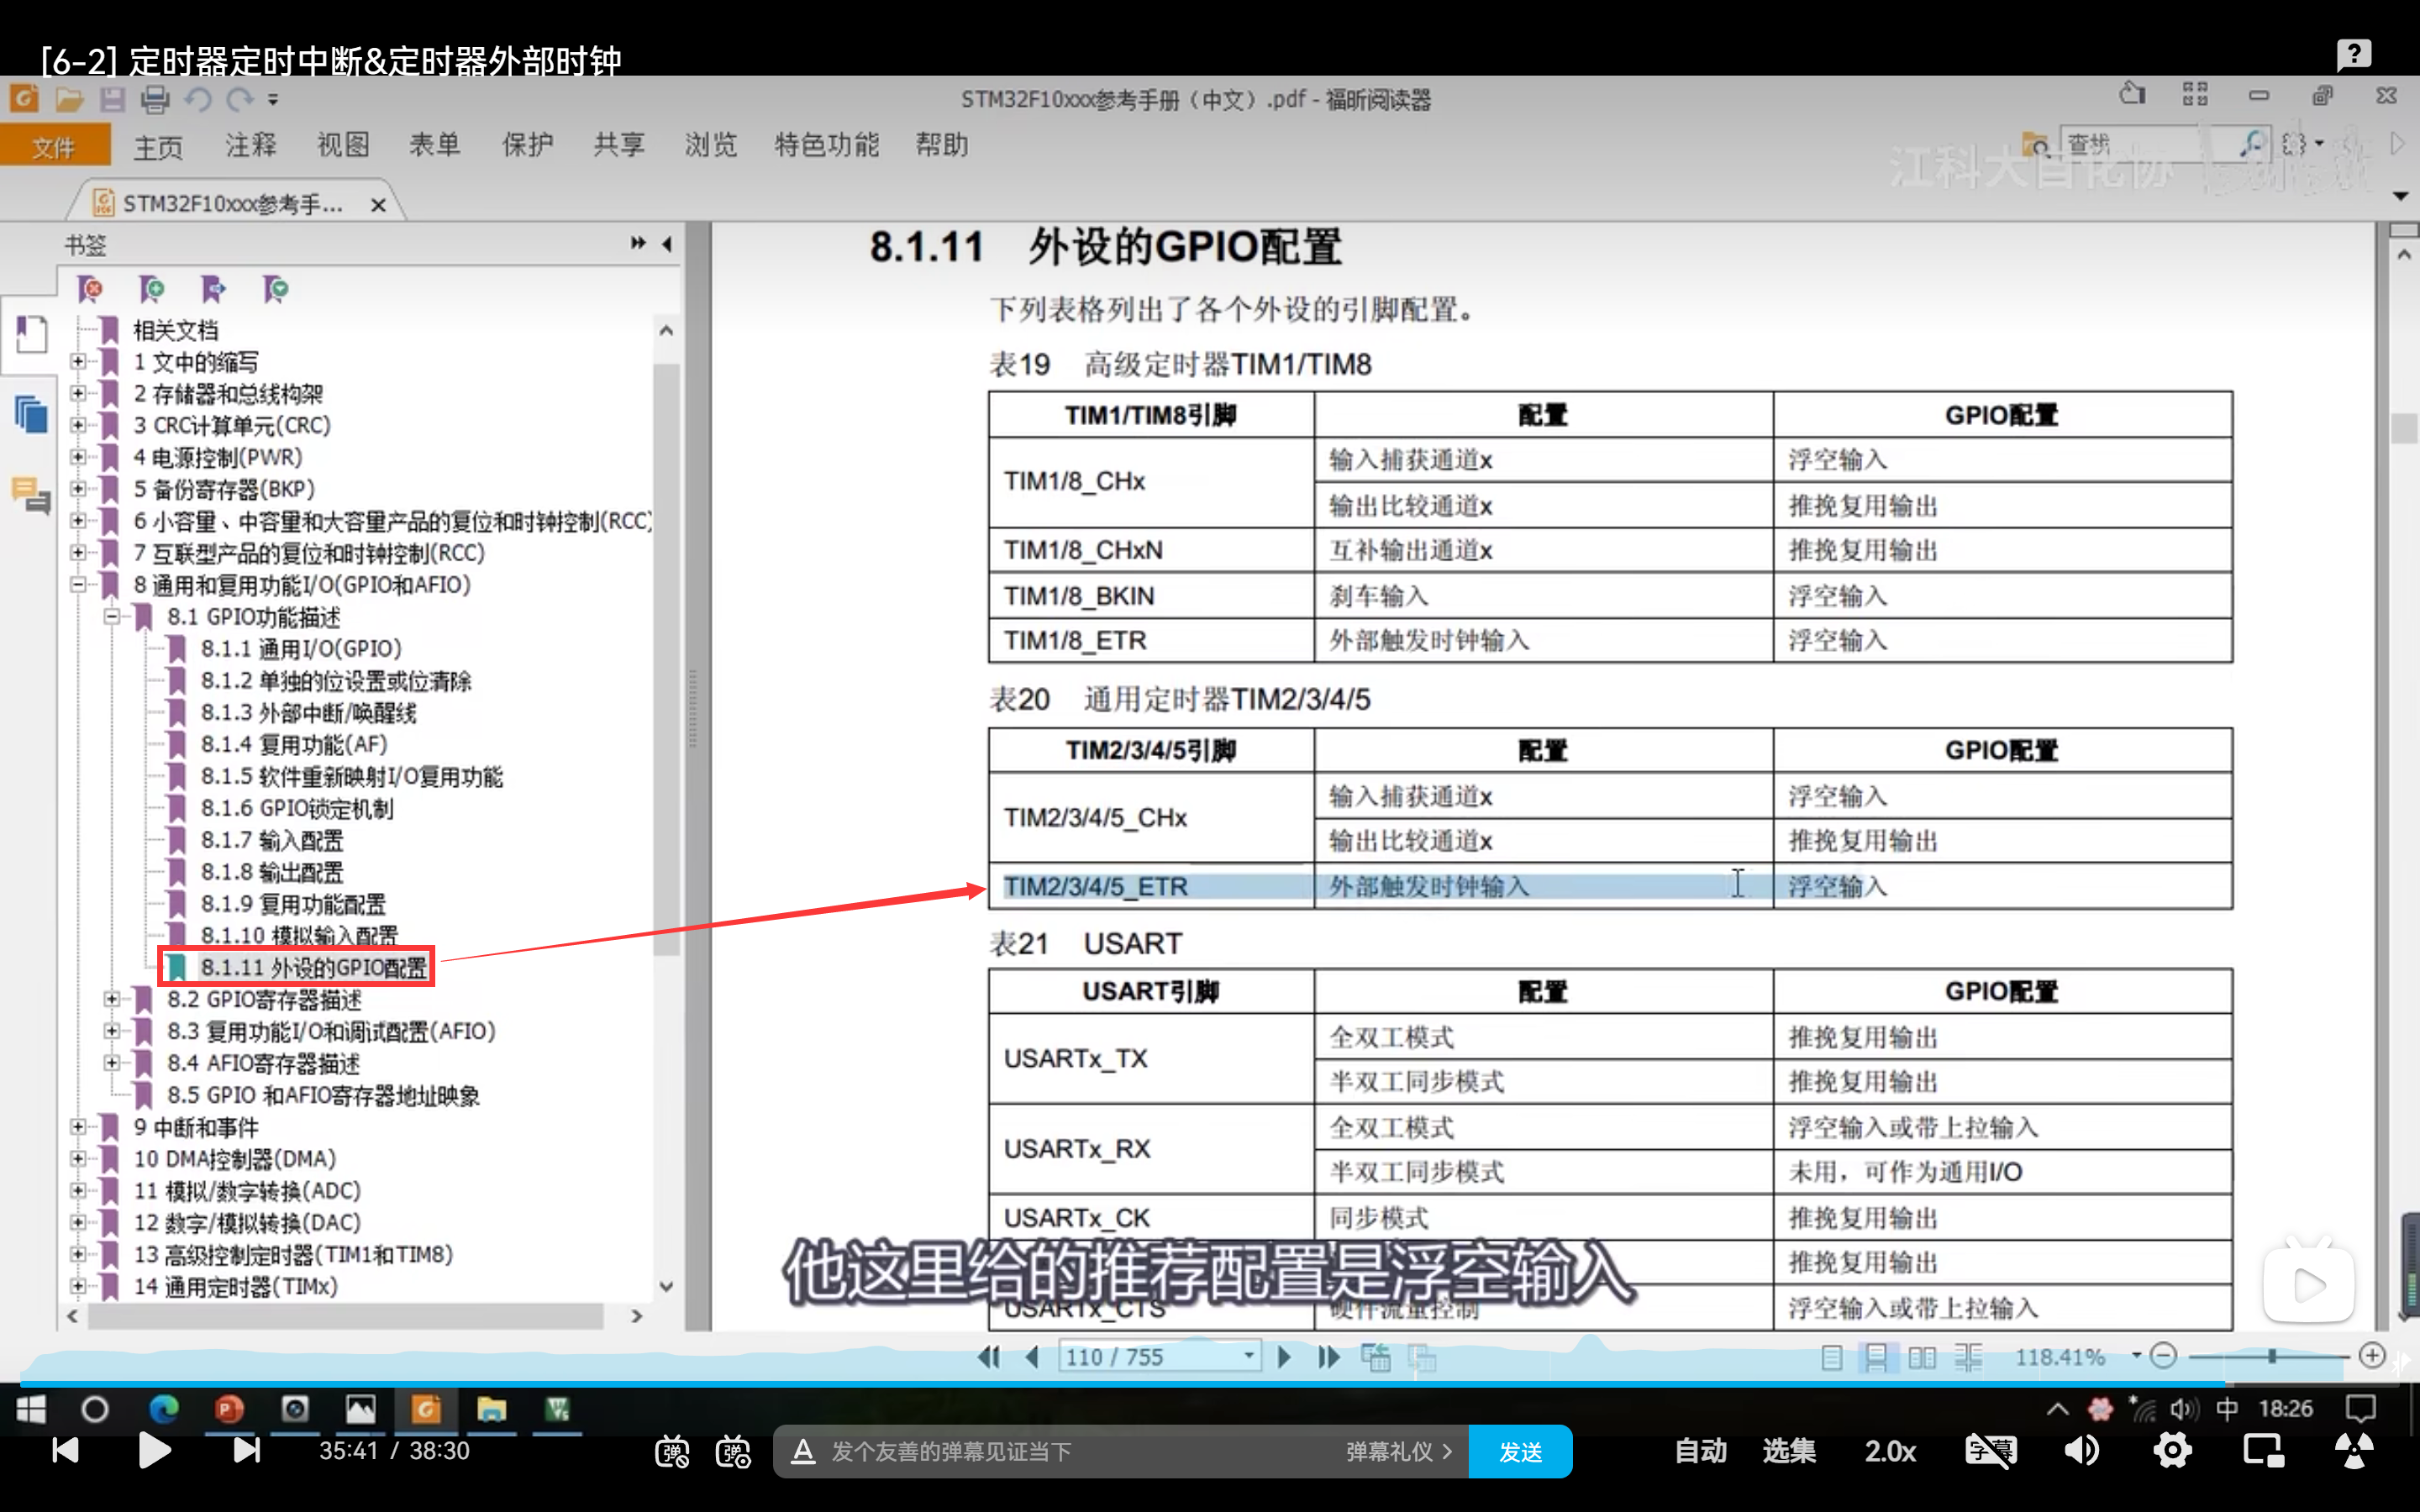 [6-2] 定时器定时中断&定时器外部时钟
STM32F10xxx参考手册（中文）.pdf - 福昕阅读器
文件 主页 注释 视图 表单 保护 共享 浏览 特色功能 帮助
查找
江科大自化协
STM32F10xxx参考手...
书签
相关文档
1 文中的缩写
2 存储器和总线构架
3 CRC计算单元(CRC)
4 电源控制(PWR)
5 备份寄存器(BKP)
6 小容量、中容量和大容量产品的复位和时钟控制(RCC)
7 互联型产品的复位和时钟控制(RCC)
8 通用和复用功能I/O(GPIO和AFIO)
8.1 GPIO功能描述
8.1.1 通用I/O(GPIO)
8.1.2 单独的位设置或位清除
8.1.3 外部中断/唤醒线
8.1.4 复用功能(AF)
8.1.5 软件重新映射I/O复用功能
8.1.6 GPIO锁定机制
8.1.7 输入配置
8.1.8 输出配置
8.1.9 复用功能配置
8.1.10 模拟输入配置
8.1.11 外设的GPIO配置
8.2 GPIO寄存器描述
8.3 复用功能I/O和调试配置(AFIO)
8.4 AFIO寄存器描述
8.5 GPIO 和AFIO寄存器地址映象
9 中断和事件
10 DMA控制器(DMA)
11 模拟/数字转换(ADC)
12 数字/模拟转换(DAC)
13 高级控制定时器(TIM1和TIM8)
14 通用定时器(TIMx)
8.1.11 外设的GPIO配置
下列表格列出了各个外设的引脚配置。
表19 高级定时器TIM1/TIM8
TIM1/TIM8引脚 配置 GPIO配置
TIM1/8_CHx 输入捕获通道x 浮空输入
输出比较通道x 推挽复用输出
TIM1/8_CHxN 互补输出通道x 推挽复用输出
TIM1/8_BKIN 刹车输入 浮空输入
TIM1/8_ETR 外部触发时钟输入 浮空输入
表20 通用定时器TIM2/3/4/5
TIM2/3/4/5引脚 配置 GPIO配置
TIM2/3/4/5_CHx 输入捕获通道x 浮空输入
输出比较通道x 推挽复用输出
TIM2/3/4/5_ETR 外部触发时钟输入 浮空输入
表21 USART
USART引脚 配置 GPIO配置
USARTx_TX 全双工模式 推挽复用输出
半双工同步模式 推挽复用输出
USARTx_RX 全双工模式 浮空输入或带上拉输入
半双工同步模式 未用，可作为通用I/O
USARTx_CK 同步模式 推挽复用输出
推挽复用输出
USARTx_CTS 硬件流量控制 浮空输入或带上拉输入
他这里给的推荐配置是浮空输入
110 / 755
118.41%
中 18:26
35:41 / 38:30
弹 弹
A 发个友善的弹幕见证当下 弹幕礼仪 > 发送
自动 选集 2.0x 字幕